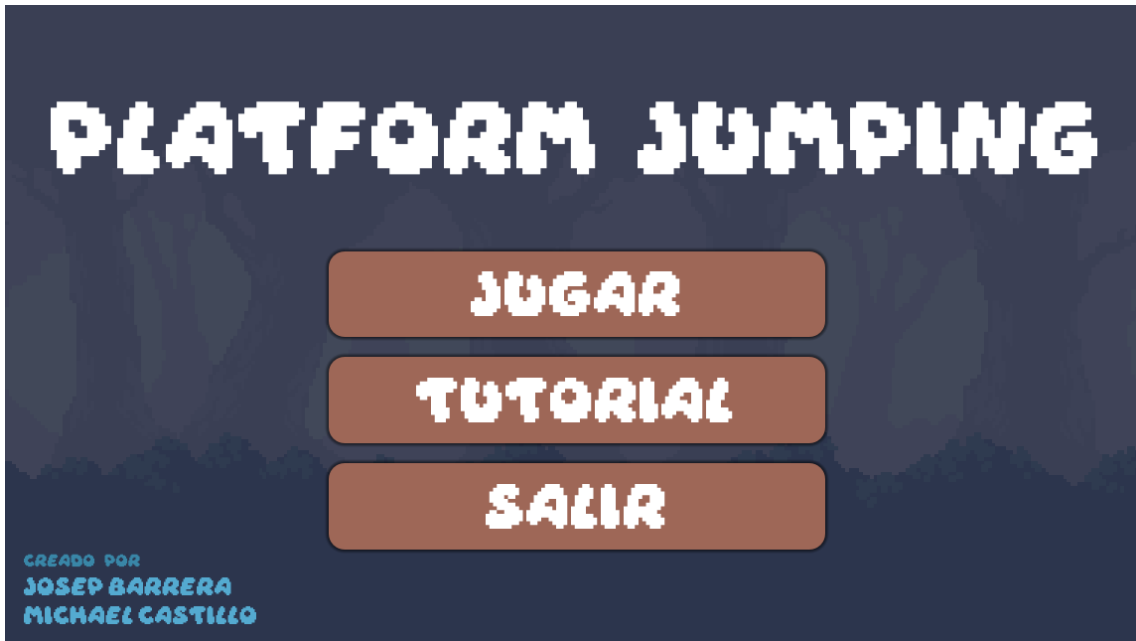 PLATFORM JUMPING
JUGAR
TUTORIAL
SALIR
CREADO POR
JOSEP BARRERA
MICHAEL CASTILLO